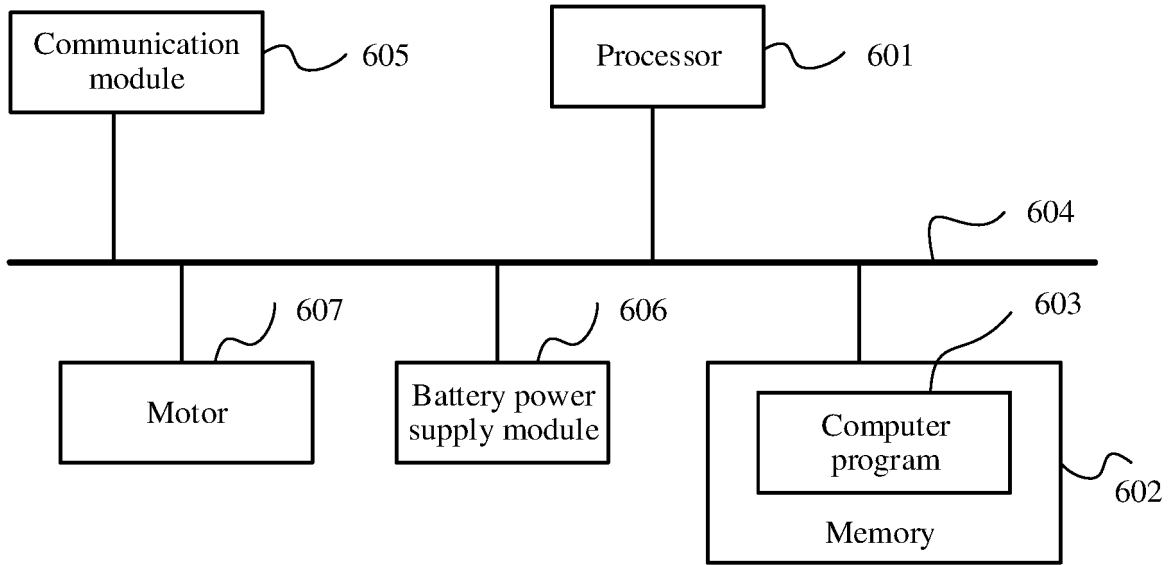 Communication
module
605
Processor
601
604
607
606
603
Motor
Battery power
supply module
Computer
program
602
Memory